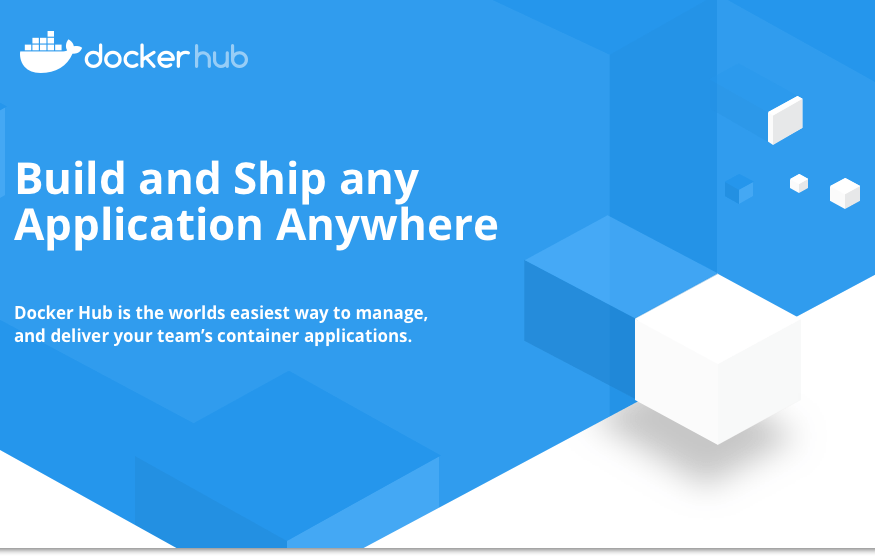 docker hub
Build and Ship any
Application Anywhere
Docker Hub is the worlds easiest way to manage,
and deliver your team’s container applications.